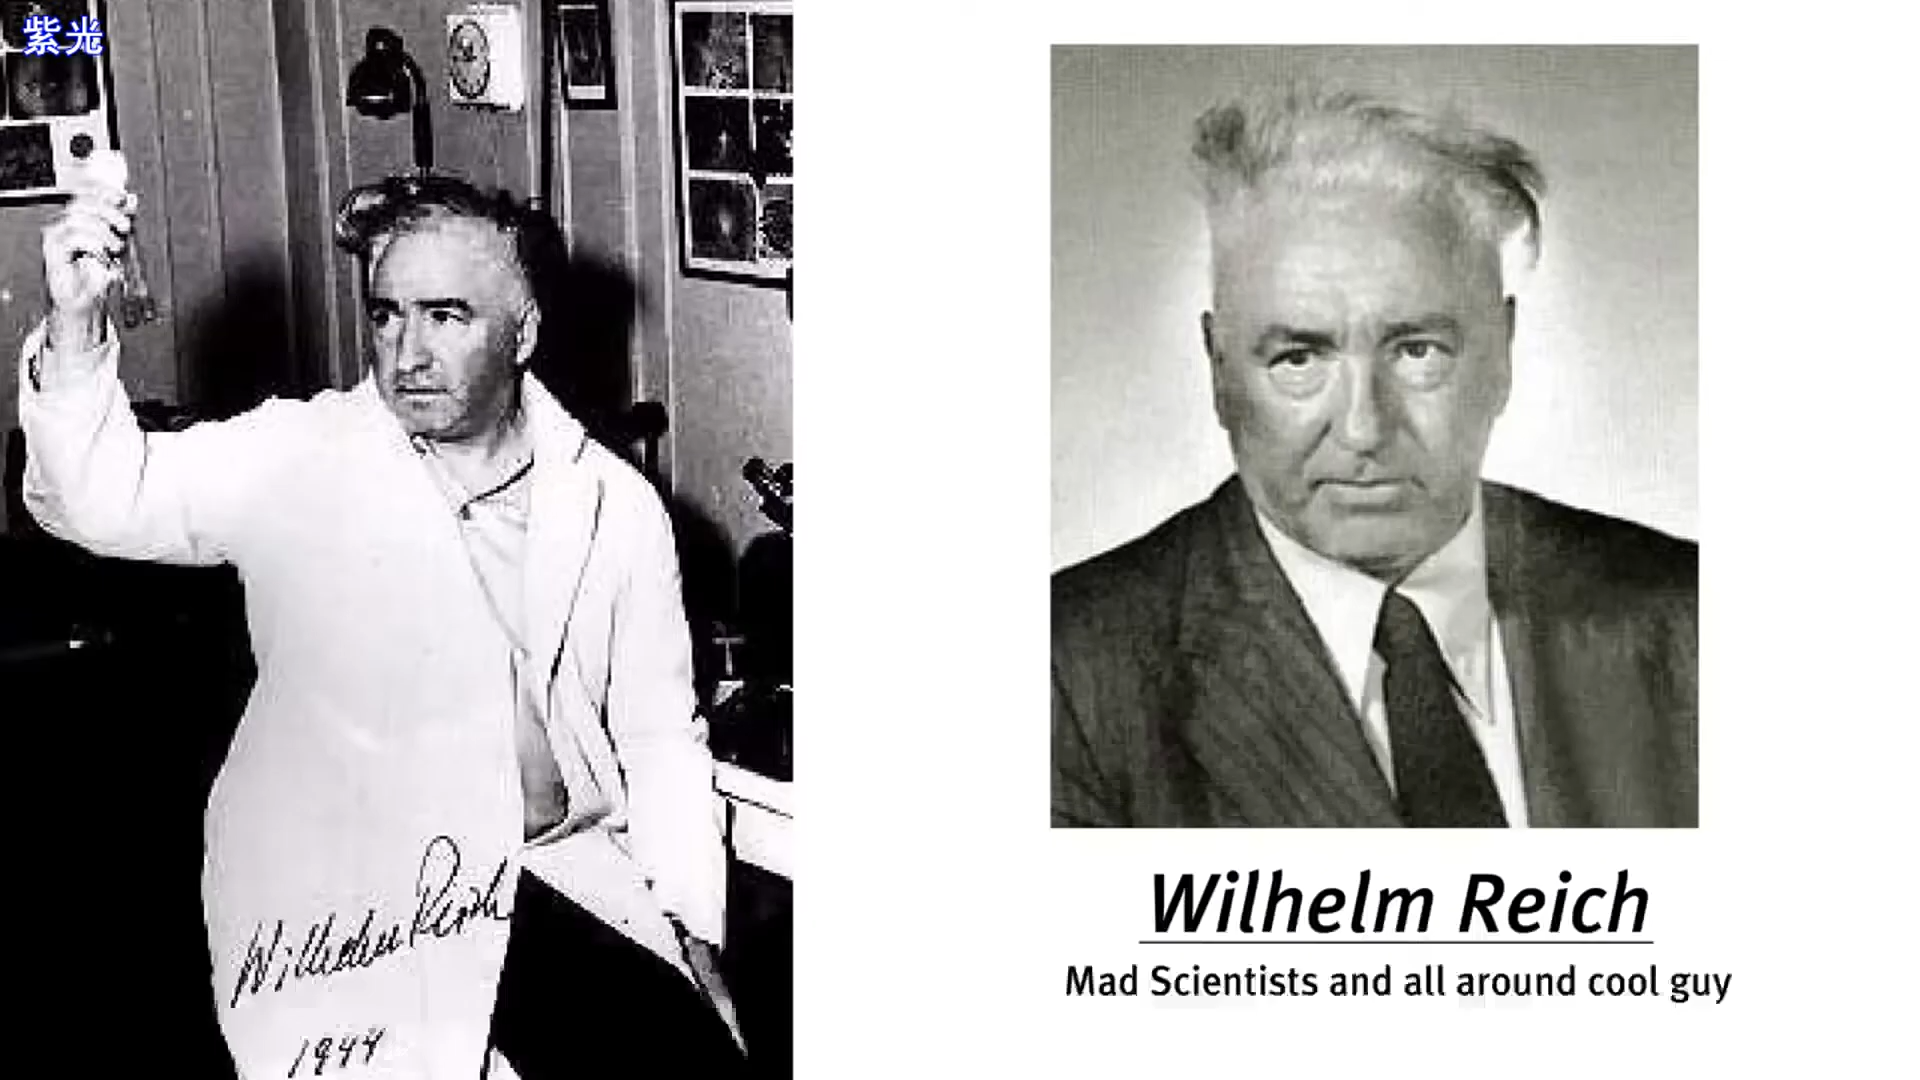 紫光
Wilhelm Reich
1944
Wilhelm Reich
Mad Scientists and all around cool guy